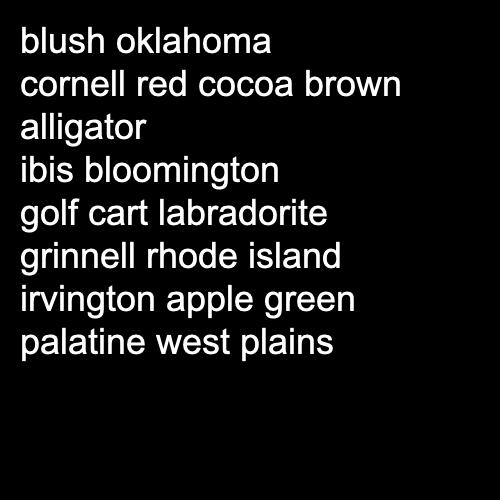 blush oklahoma
cornell red cocoa brown
alligator
ibis bloomington
golf cart labradorite
grinnell rhode island
irvington apple green
palatine west plains